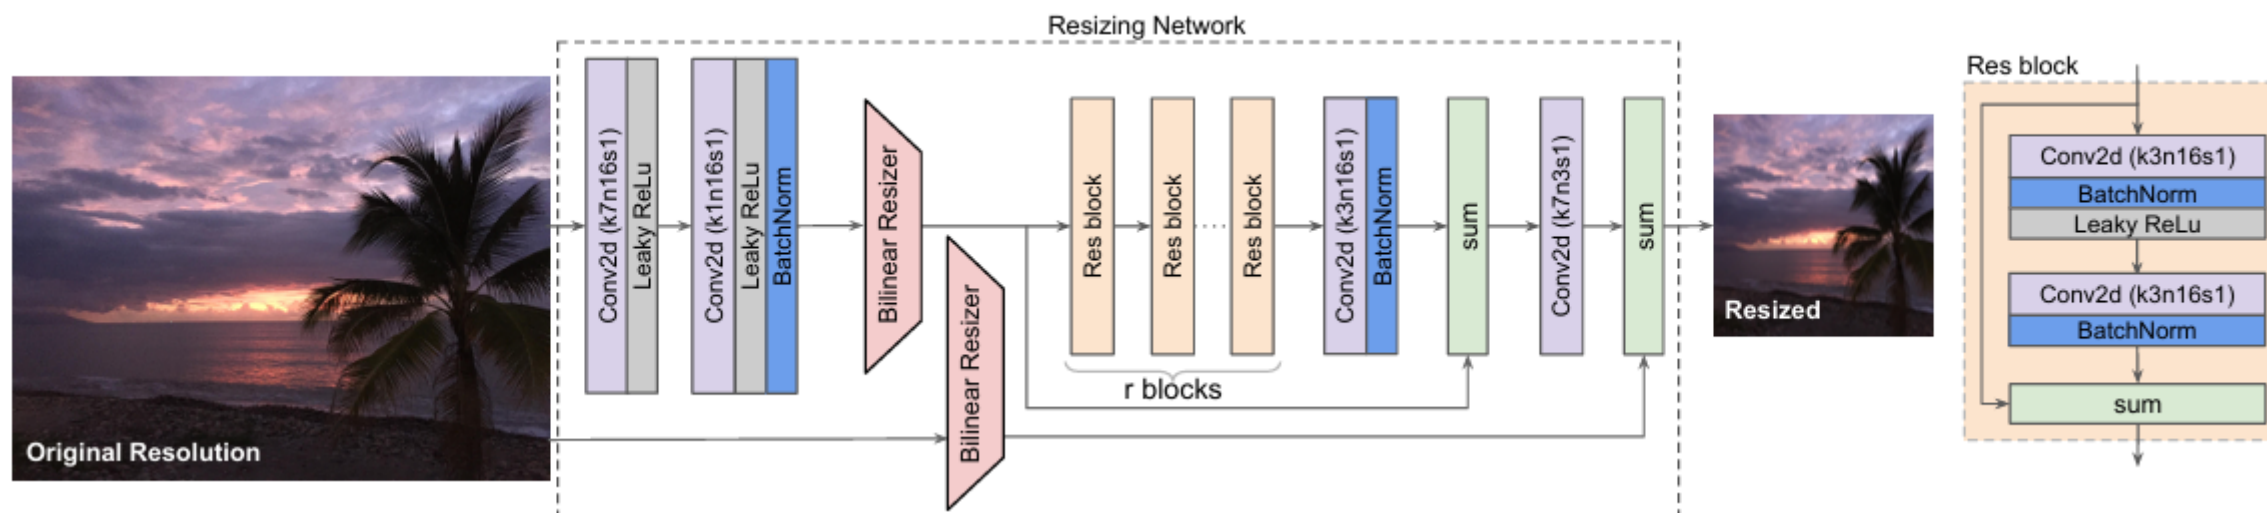 Resizing Network
Original Resolution
Conv2d (k7n16s1)
Leaky ReLu
Conv2d (k1n16s1)
Leaky ReLu
BatchNorm
Bilinear Resizer
Bilinear Resizer
Res block
Res block
....
Res block
r blocks
Conv2d (k3n16s1)
BatchNorm
sum
Conv2d (k7n3s1)
sum
Resized
Res block
Conv2d (k3n16s1)
BatchNorm
Leaky ReLu
Conv2d (k3n16s1)
BatchNorm
sum